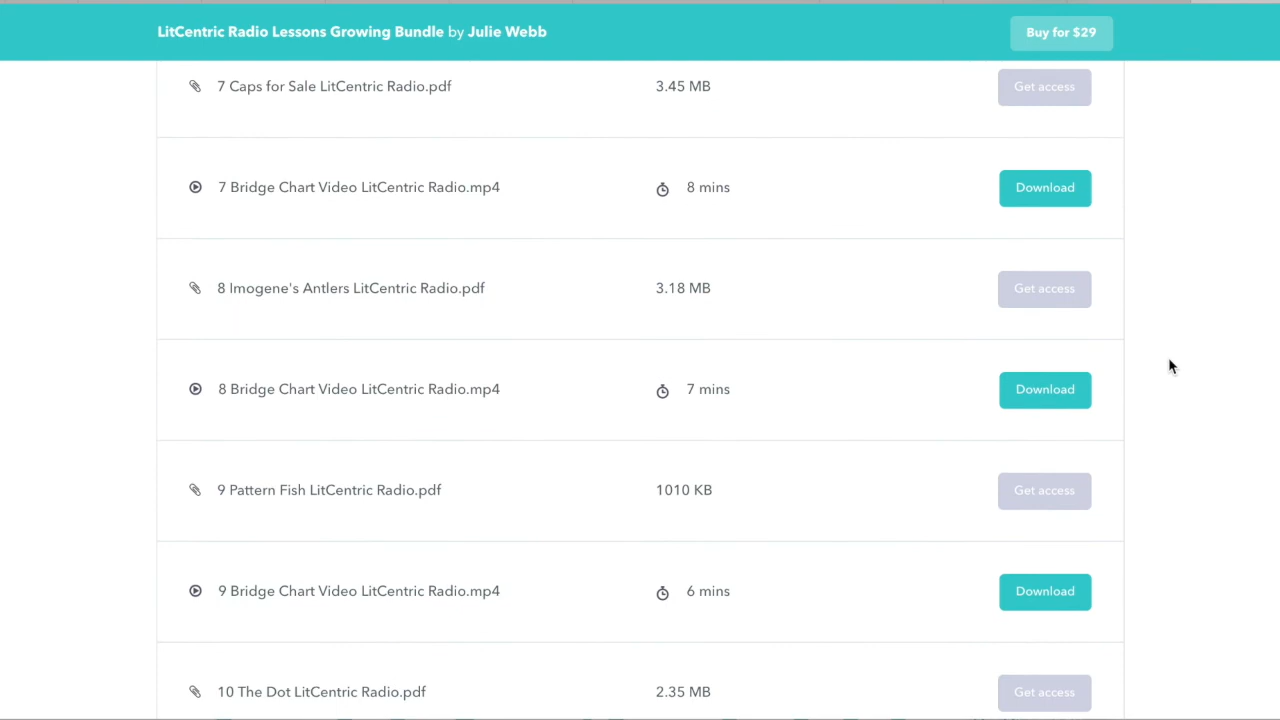 LitCentric Radio Lessons Growing Bundle by Julie Webb Buy for $29
7 Caps for Sale LitCentric Radio.pdf 3.45 MB Get access
7 Bridge Chart Video LitCentric Radio.mp4 8 mins Download
8 Imogene's Antlers LitCentric Radio.pdf 3.18 MB Get access
8 Bridge Chart Video LitCentric Radio.mp4 7 mins Download
9 Pattern Fish LitCentric Radio.pdf 1010 KB Get access
9 Bridge Chart Video LitCentric Radio.mp4 6 mins Download
10 The Dot LitCentric Radio.pdf 2.35 MB Get access